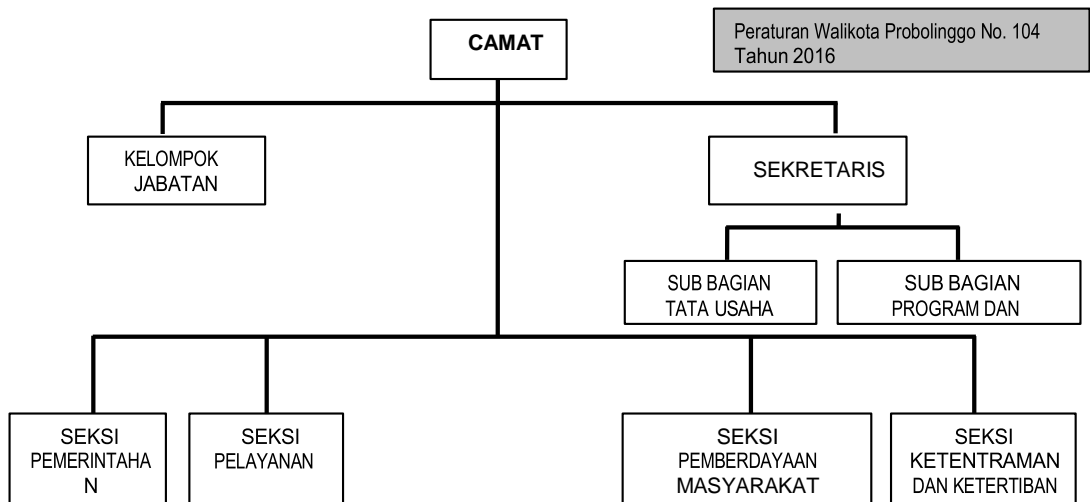 CAMAT
Peraturan Walikota Probolinggo No. 104
Tahun 2016
KELOMPOK
JABATAN
SEKRETARIS
SUB BAGIAN
TATA USAHA
SUB BAGIAN
PROGRAM DAN
SEKSI
PEMERINTAHA
N
SEKSI
PELAYANAN
SEKSI
PEMBERDAYAAN
MASYARAKAT
SEKSI
KETENTRAMAN
DAN KETERTIBAN